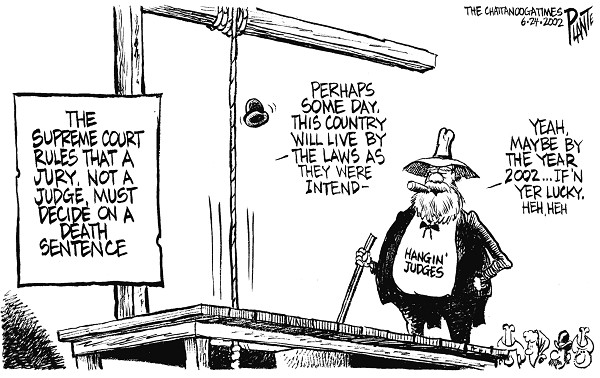 THE CHATTANOOGA TIMES
6-24-2002
PLANTE
THE
SUPREME COURT
RULES THAT A
JURY, NOT A
JUDGE, MUST
DECIDE ON A
DEATH
SENTENCE
PERHAPS
SOME DAY,
THIS COUNTRY
WILL LIVE BY
THE LAWS AS
THEY WERE
INTEND-
YEAH,
MAYBE BY
THE YEAR
2002...IF'N
YER LUCKY.
HEH, HEH
HANGIN'
JUDGES